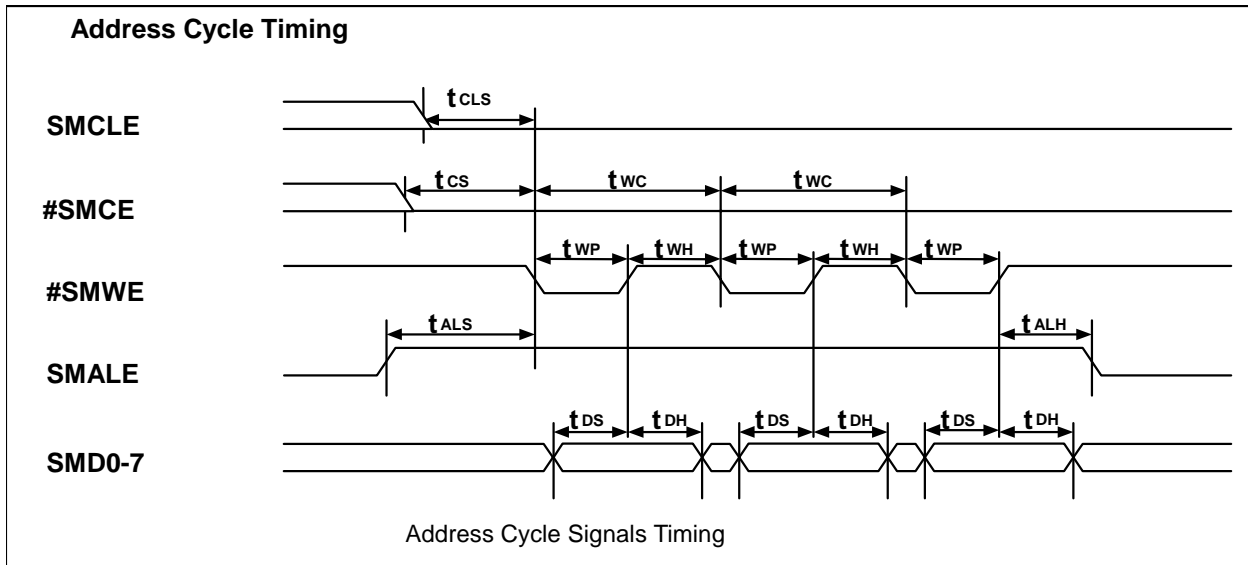 Address Cycle Timing
SMCLE
tCLS
#SMCE
tCS tWC tWC
#SMWE
tWP tWH tWP tWH tWP
SMALE
tALS tALH
SMD0-7
tDS tDH tDS tDH tDS tDH
Address Cycle Signals Timing